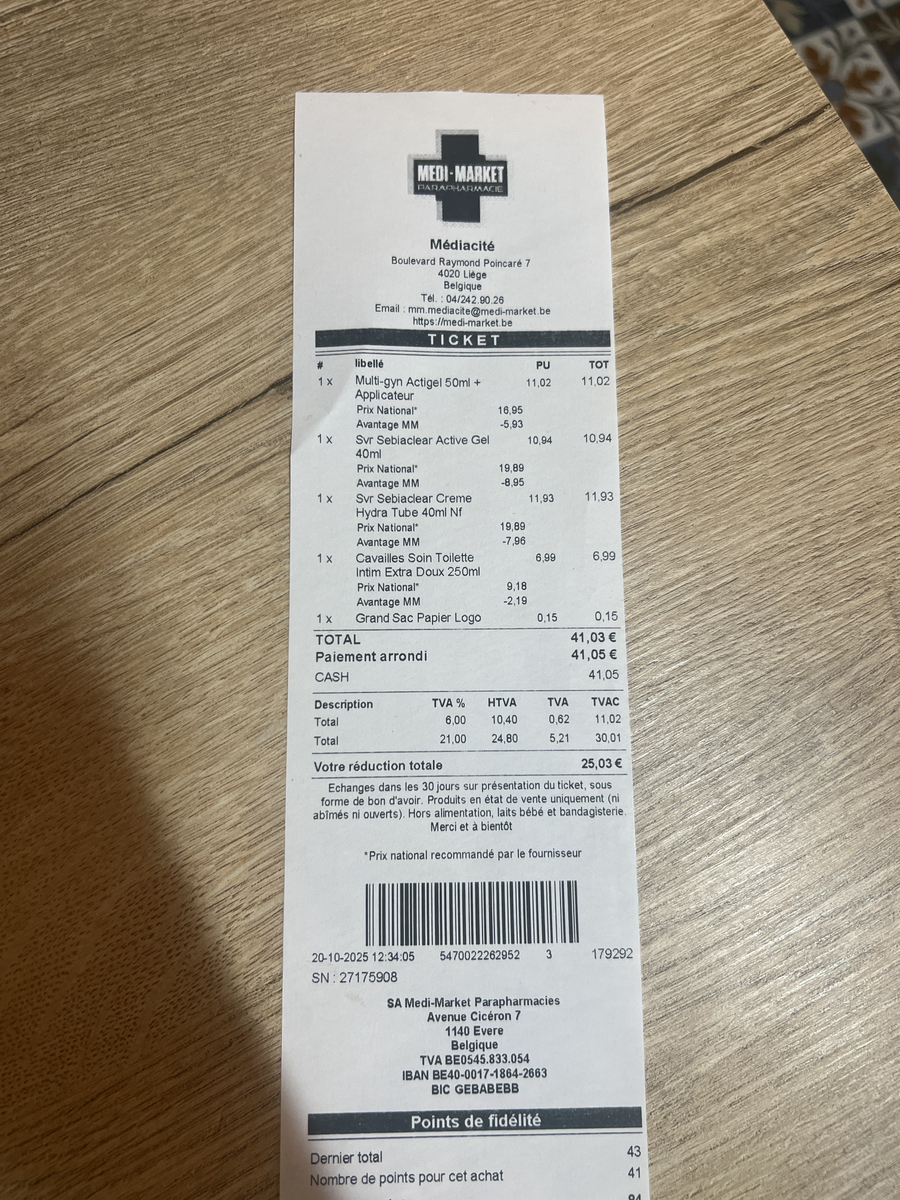 MEDI-MARKET
PARAPHARMACIE
Médiacité
Boulevard Raymond Poincaré 7
4020 Liége
Belgique
Tél. : 04/242.90.26
Email : mm.mediacite@medi-market.be
https://medi-market.be
TICKET
# libellé PU TOT
1 x Multi-gyn Actigel 50ml + 11,02 11,02
Applicateur
Prix National* 16,95
Avantage MM -5,93
1 x Svr Sebiaclear Active Gel 10,94 10,94
40ml
Prix National* 19,89
Avantage MM -8,95
1 x Svr Sebiaclear Creme 11,93 11,93
Hydra Tube 40ml Nf
Prix National* 19,89
Avantage MM -7,96
1 x Cavailles Soin Toilette 6,99 6,99
Intim Extra Doux 250ml
Prix National* 9,18
Avantage MM -2,19
1 x Grand Sac Papier Logo 0,15 0,15
TOTAL 41,03 €
Paiement arrondi 41,05 €
CASH 41,05
Description TVA % HTVA TVA TVAC
Total 6,00 10,40 0,62 11,02
Total 21,00 24,80 5,21 30,01
Votre réduction totale 25,03 €
Echanges dans les 30 jours sur présentation du ticket, sous
forme de bon d'avoir. Produits en état de vente uniquement (ni
abîmés ni ouverts). Hors alimentation, laits bébé et bandagisterie.
Merci et à bientôt
*Prix national recommandé par le fournisseur
20-10-2025 12:34:05 5470022262952 3 179292
SN : 27175908
SA Medi-Market Parapharmacies
Avenue Cicéron 7
1140 Evere
Belgique
TVA BE0545.833.054
IBAN BE40-0017-1864-2663
BIC GEBABEBB
Points de fidélité
Dernier total 43
Nombre de points pour cet achat 41